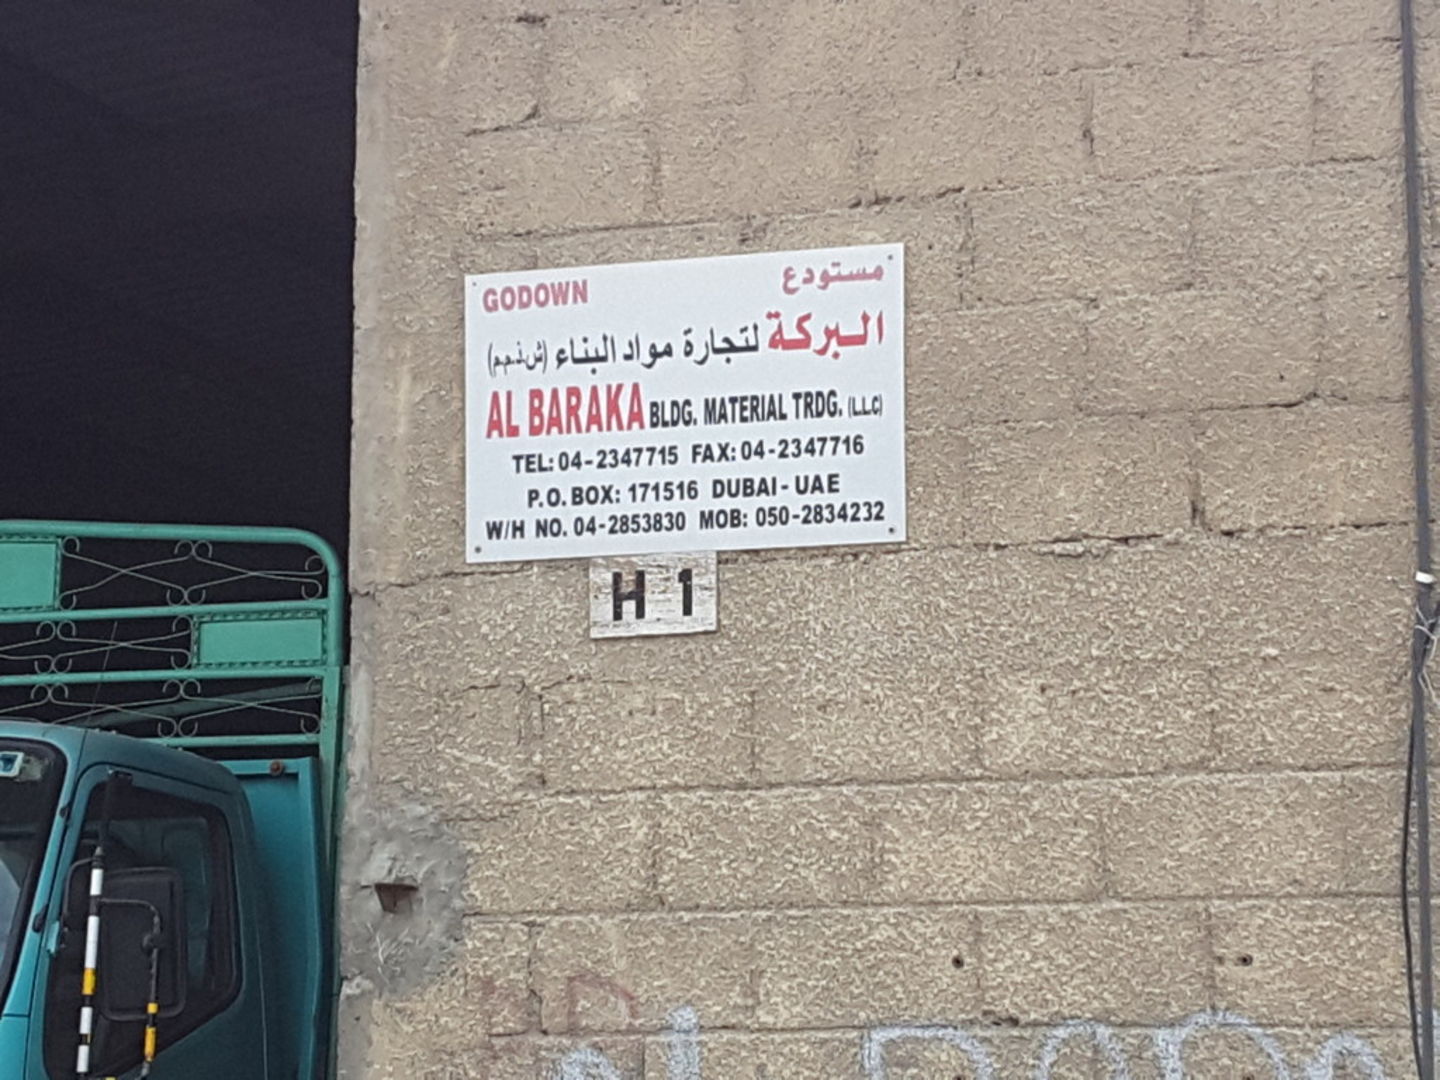 GODOWN مستودع
البركة لتجارة مواد البناء (ش.ذ.م.م)
AL BARAKA BLDG. MATERIAL TRDG. (L.L.C)
TEL: 04-2347715 FAX: 04-2347716
P.O. BOX: 171516 DUBAI - UAE
W/H NO. 04-2853830 MOB: 050-2834232
H 1